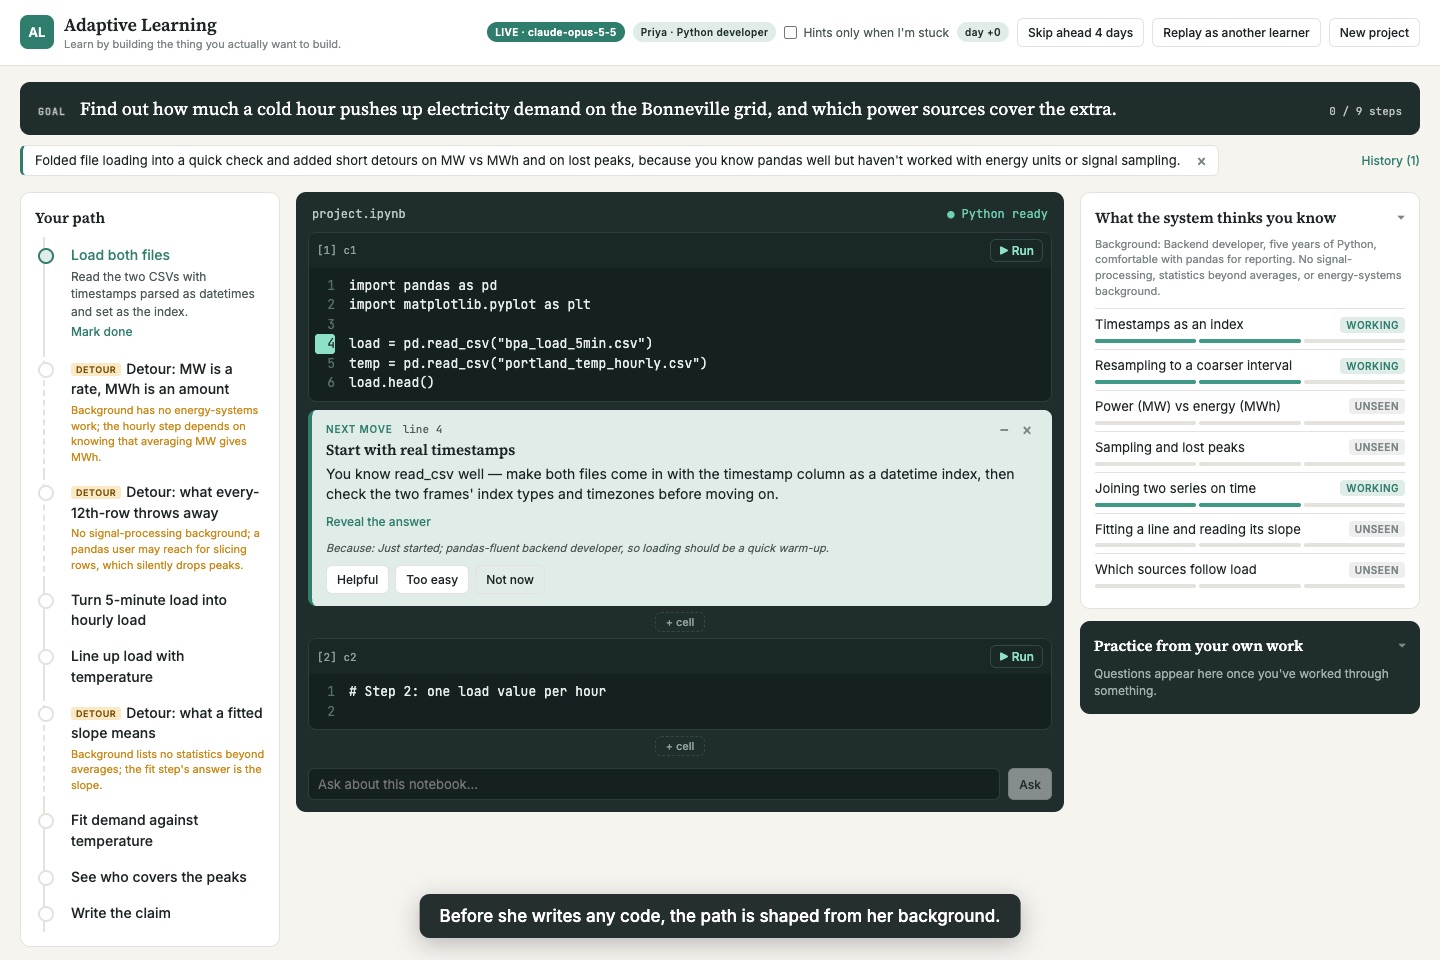 AL
Adaptive Learning
Learn by building the thing you actually want to build.
LIVE · claude-opus-5-5
Priya · Python developer
Hints only when I'm stuck
day +0
Skip ahead 4 days
Replay as another learner
New project
GOAL
Find out how much a cold hour pushes up electricity demand on the Bonneville grid, and which power sources cover the extra.
0 / 9 steps
Folded file loading into a quick check and added short detours on MW vs MWh and on lost peaks, because you know pandas well but haven't worked with energy units or signal sampling.
×
History (1)
Your path
Load both files
Read the two CSVs with
timestamps parsed as datetimes
and set as the index.
Mark done
DETOUR Detour: MW is a
rate, MWh is an amount
Background has no energy-systems
work; the hourly step depends on
knowing that averaging MW gives
MWh.
DETOUR Detour: what every-
12th-row throws away
No signal-processing background; a
pandas user may reach for slicing
rows, which silently drops peaks.
Turn 5-minute load into
hourly load
Line up load with
temperature
DETOUR Detour: what a fitted
slope means
Background lists no statistics beyond
averages; the fit step's answer is the
slope.
Fit demand against
temperature
See who covers the peaks
Write the claim
project.ipynb
● Python ready
[1] c1
▶ Run
1 import pandas as pd
2 import matplotlib.pyplot as plt
3
4 load = pd.read_csv("bpa_load_5min.csv")
5 temp = pd.read_csv("portland_temp_hourly.csv")
6 load.head()
NEXT MOVE line 4
– ×
Start with real timestamps
You know read_csv well — make both files come in with the timestamp column as a datetime index, then
check the two frames' index types and timezones before moving on.
Reveal the answer
Because: Just started; pandas-fluent backend developer, so loading should be a quick warm-up.
Helpful
Too easy
Not now
+ cell
[2] c2
▶ Run
1 # Step 2: one load value per hour
2
+ cell
Ask about this notebook...
Ask
What the system thinks you know
Background: Backend developer, five years of Python,
comfortable with pandas for reporting. No signal-
processing, statistics beyond averages, or energy-systems
background.
Timestamps as an index WORKING
Resampling to a coarser interval WORKING
Power (MW) vs energy (MWh) UNSEEN
Sampling and lost peaks UNSEEN
Joining two series on time WORKING
Fitting a line and reading its slope UNSEEN
Which sources follow load UNSEEN
Practice from your own work
Questions appear here once you've worked through
something.
Before she writes any code, the path is shaped from her background.